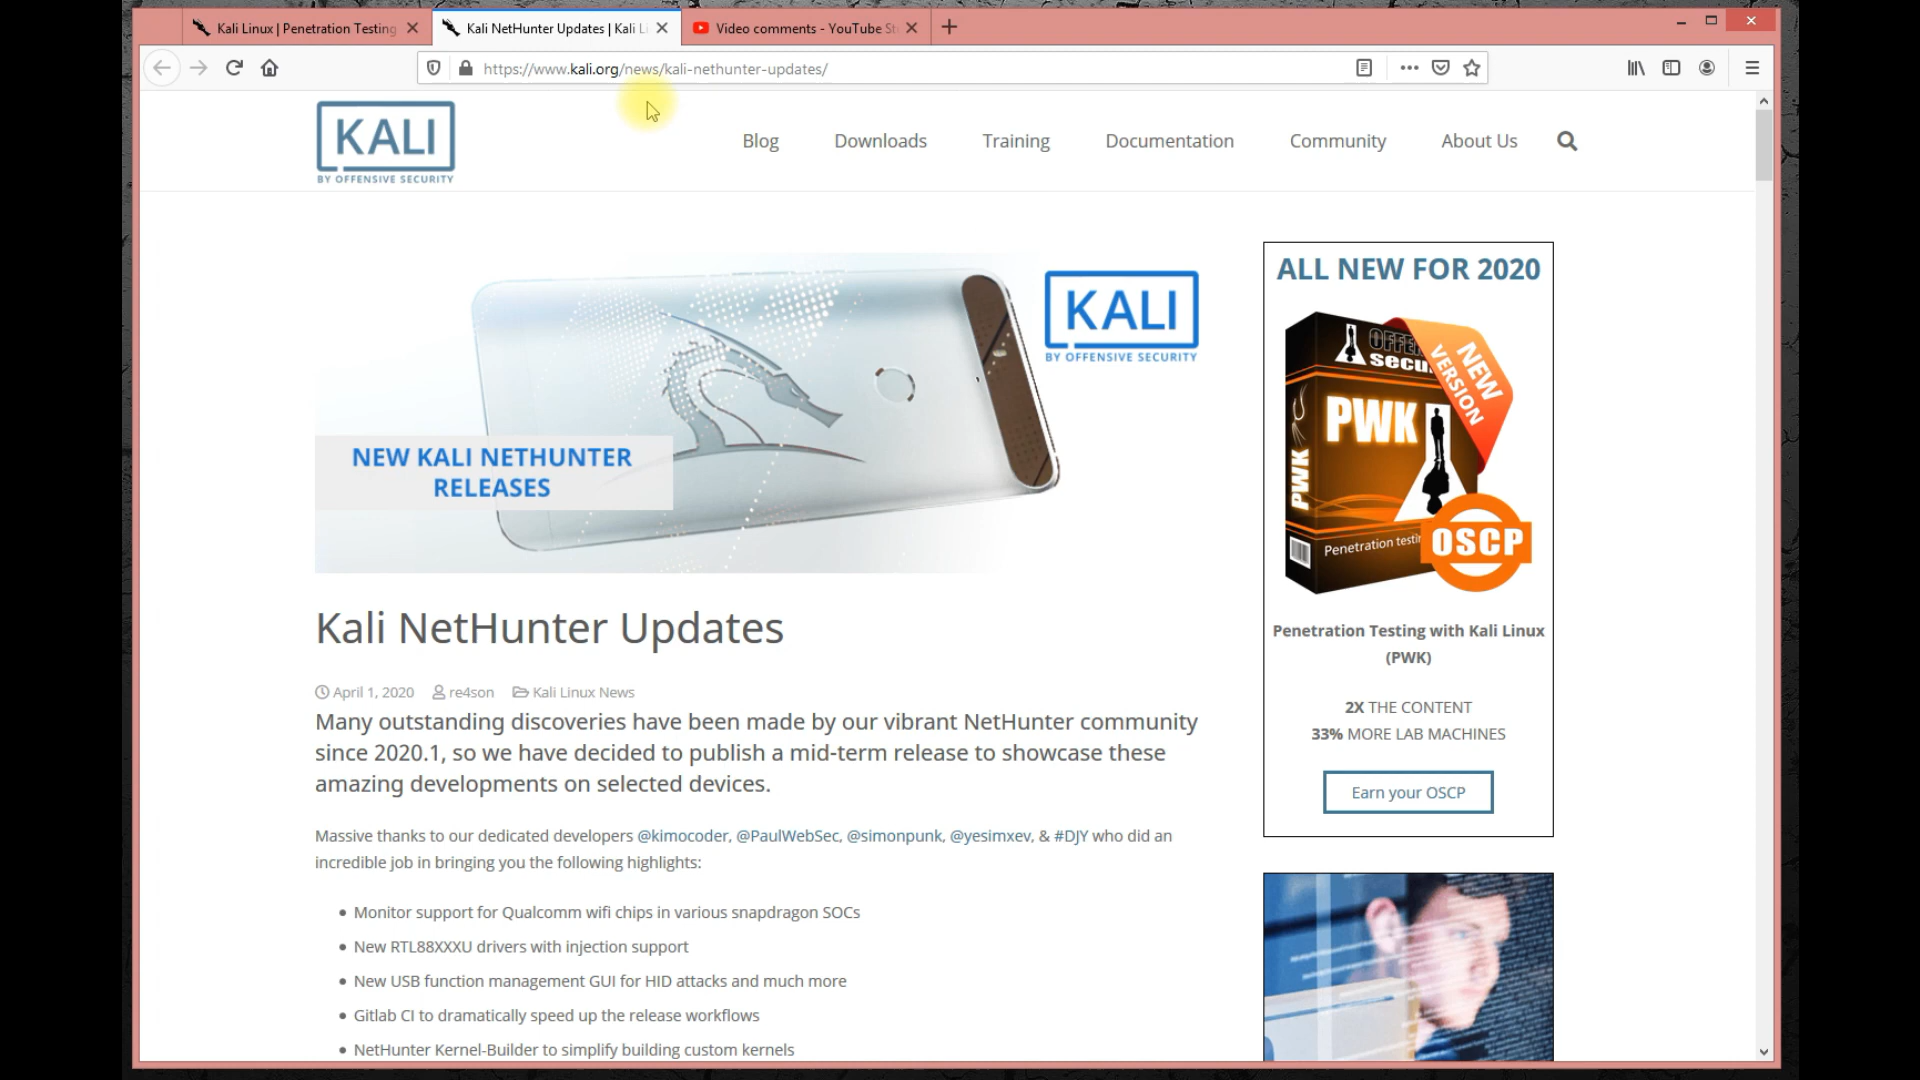 Kali Linux | Penetration Testing
Kali NetHunter Updates | Kali Li
Video comments - YouTube St
https://www.kali.org/news/kali-nethunter-updates/
KALI
BY OFFENSIVE SECURITY
Blog
Downloads
Training
Documentation
Community
About Us
KALI
BY OFFENSIVE SECURITY
NEW KALI NETHUNTER
RELEASES
Kali NetHunter Updates
April 1, 2020 re4son Kali Linux News
Many outstanding discoveries have been made by our vibrant NetHunter community
since 2020.1, so we have decided to publish a mid-term release to showcase these
amazing developments on selected devices.
Massive thanks to our dedicated developers @kimocoder, @PaulWebSec, @simonpunk, @yesimxev, & #DJY who did an
incredible job in bringing you the following highlights:
• Monitor support for Qualcomm wifi chips in various snapdragon SOCs
• New RTL88XXXU drivers with injection support
• New USB function management GUI for HID attacks and much more
• Gitlab CI to dramatically speed up the release workflows
• NetHunter Kernel-Builder to simplify building custom kernels
ALL NEW FOR 2020
OFFE
secu
NEW
VERSION
PWK
PWK
Penetration testi
OSCP
Penetration Testing with Kali Linux
(PWK)
2X THE CONTENT
33% MORE LAB MACHINES
Earn your OSCP